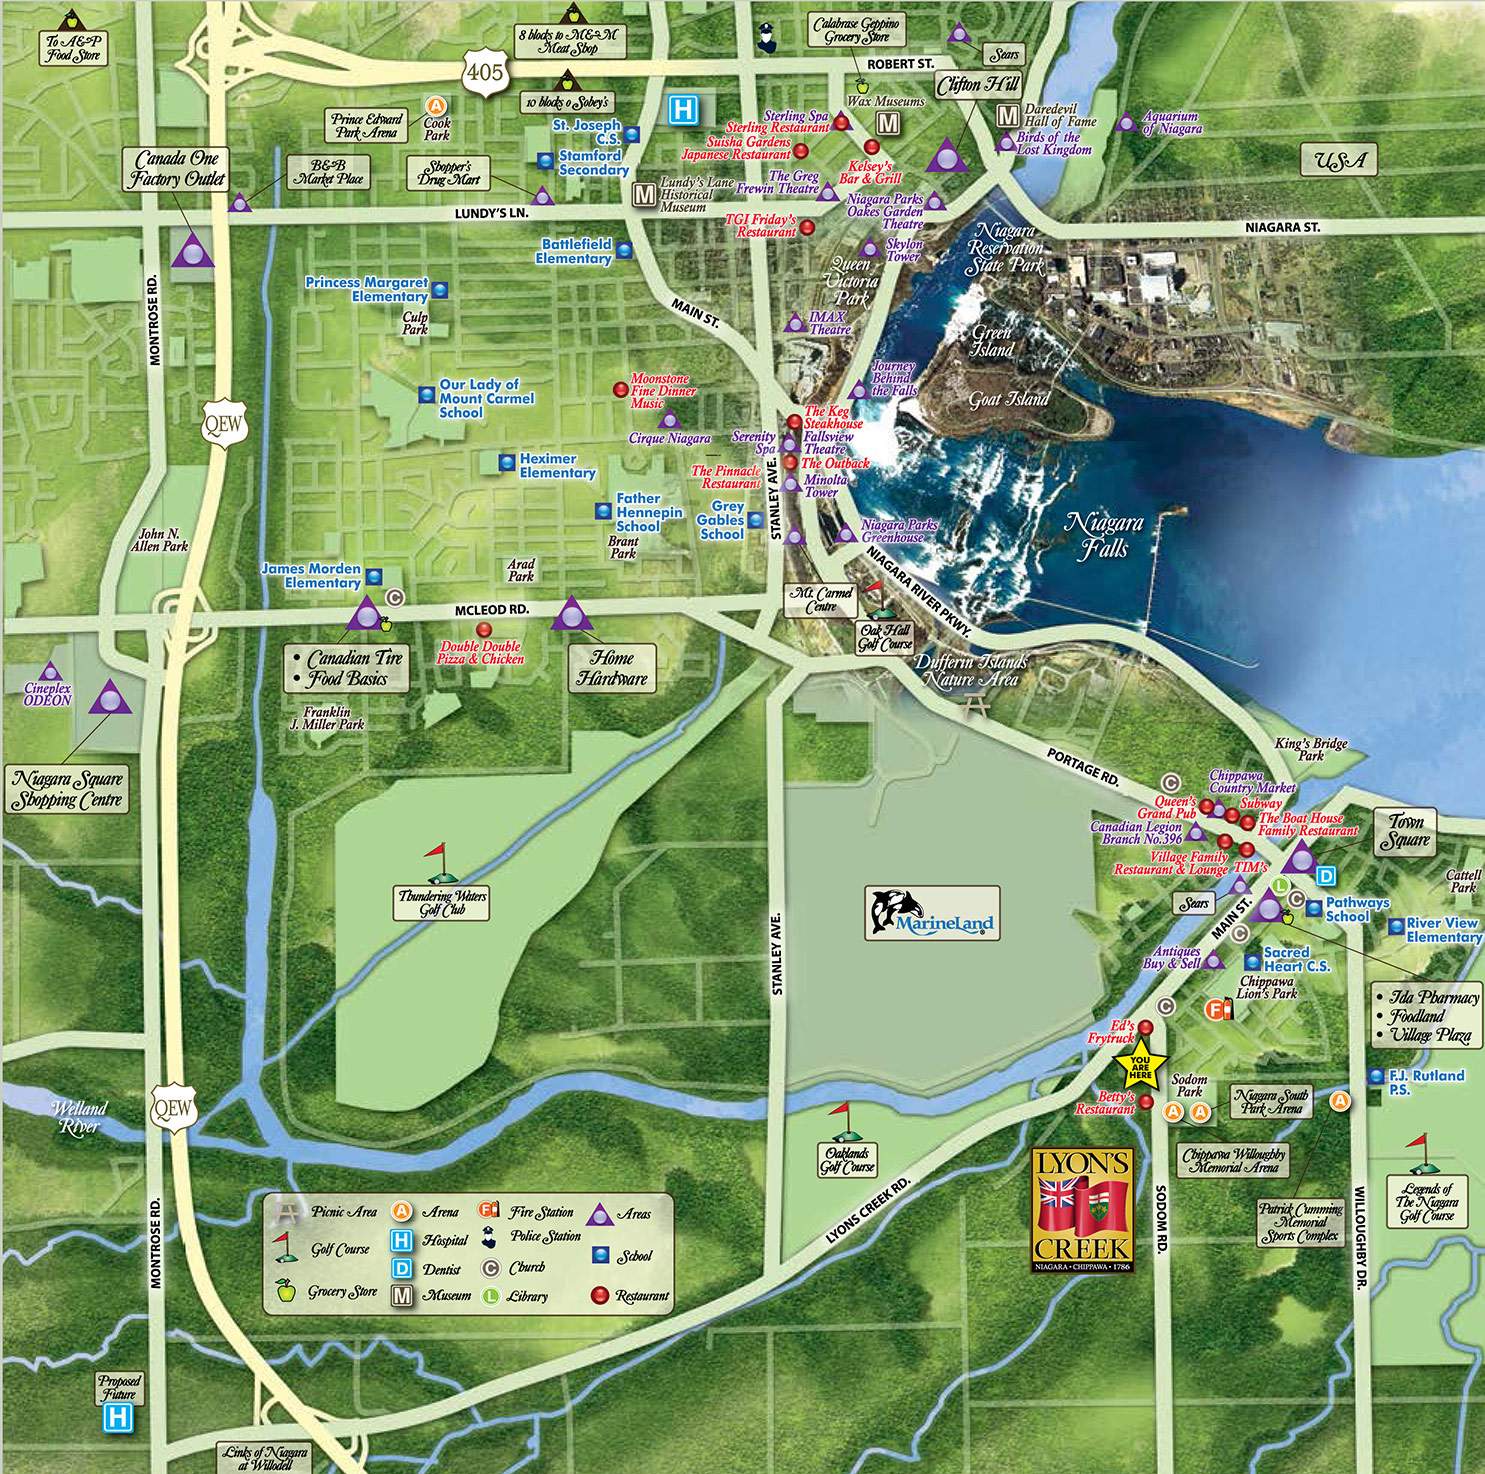 To A&P
Food Store
8 blocks to M&M
Meat Shop
Calabrase Geppino
Grocery Store
Sears
405
ROBERT ST.
Clifton Hill
10 blocks o Sobey's
Prince Edward
Park Arena
A
Cook
Park
St. Joseph
C.S.
H
Sterling Spa
Sterling Restaurant
Wax Museums
M
M
Daredevil
Hall of Fame
Birds of the
Lost Kingdom
Aquarium
of Niagara
Canada One
Factory Outlet
B&B
Market Place
Shopper's
Drug Mart
Stamford
Secondary
Suisha Gardens
Japanese Restaurant
Kelsey's
Bar & Grill
USA
M
Lundy's Lane
Historical
Museum
The Greg
Frewin Theatre
Niagara Parks
Oakes Garden
Theatre
LUNDY'S LN.
TGI Friday's
Restaurant
NIAGARA ST.
Battlefield
Elementary
Skylon
Tower
Niagara
Reservation
State Park
Queen
Victoria
Park
Princess Margaret
Elementary
Culp
Park
MONTROSE RD.
MAIN ST.
IMAX
Theatre
Green
Island
Goat Island
Journey
Behind
the Falls
Our Lady of
Mount Carmel
School
Moonstone
Fine Dinner
Music
Cirque Niagara
QEW
The Keg
Steakhouse
Serenity
Spa
Fallsview
Theatre
The Outback
The Pinnacle
Restaurant
Minolta
Tower
Heximer
Elementary
Father
Hennepin
School
Grey
Gables
School
STANLEY AVE.
Niagara Parks
Greenhouse
Niagara
Falls
John N.
Allen Park
Brant
Park
Arad
Park
James Morden
Elementary
C
NIAGARA RIVER PKWY.
Mt. Carmel
Centre
Oak Hall
Golf Course
MCLEOD RD.
Double Double
Pizza & Chicken
• Canadian Tire
• Food Basics
Home
Hardware
Dufferin Islands
Nature Area
Cineplex
ODEON
Franklin
J. Miller Park
Niagara Square
Shopping Centre
PORTAGE RD.
King's Bridge
Park
C
Chippawa
Country Market
Queen's
Grand Pub
Subway
The Boat House
Family Restaurant
Canadian Legion
Branch No.396
Village Family
Restaurant & Lounge
TIM'S
Town
Square
D
Cattell
Park
Thundering Waters
Golf Club
MarineLand
Sears
L
C
Pathways
School
MAIN ST.
C
River View
Elementary
Antiques
Buy & Sell
Sacred
Heart C.S.
Chippawa
Lion's Park
STANLEY AVE.
C
F
• Ida Pharmacy
• Foodland
• Village Plaza
Ed's
Frytruck
YOU
ARE
HERE
Betty's
Restaurant
Sodom
Park
A
A
Niagara South
Park Arena
A
F.J. Rutland
P.S.
Welland
River
QEW
Oaklands
Golf Course
Chippawa Willoughby
Memorial Arena
LYON'S
CREEK
NIAGARA • CHIPPAWA • 1786
Patrick Cumming
Memorial
Sports Complex
Legends of
The Niagara
Golf Course
MONTROSE RD.
LYONS CREEK RD.
SODOM RD.
WILLOUGHBY DR.
Picnic Area
A
Arena
F
Fire Station
Areas
Golf Course
H
Hospital
Police Station
School
D
Dentist
C
Church
Grocery Store
M
Museum
L
Library
Restaurant
Proposed
Future
H
Links of Niagara
at Willodell